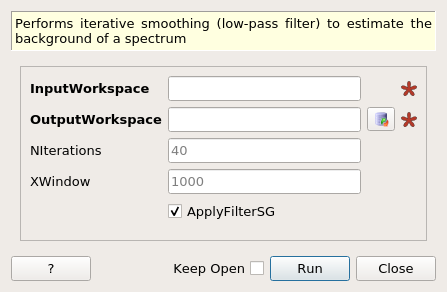 Performs iterative smoothing (low-pass filter) to estimate the
background of a spectrum
InputWorkspace
OutputWorkspace
NIterations 40
XWindow 1000
ApplyFilterSG
? Keep Open Run Close